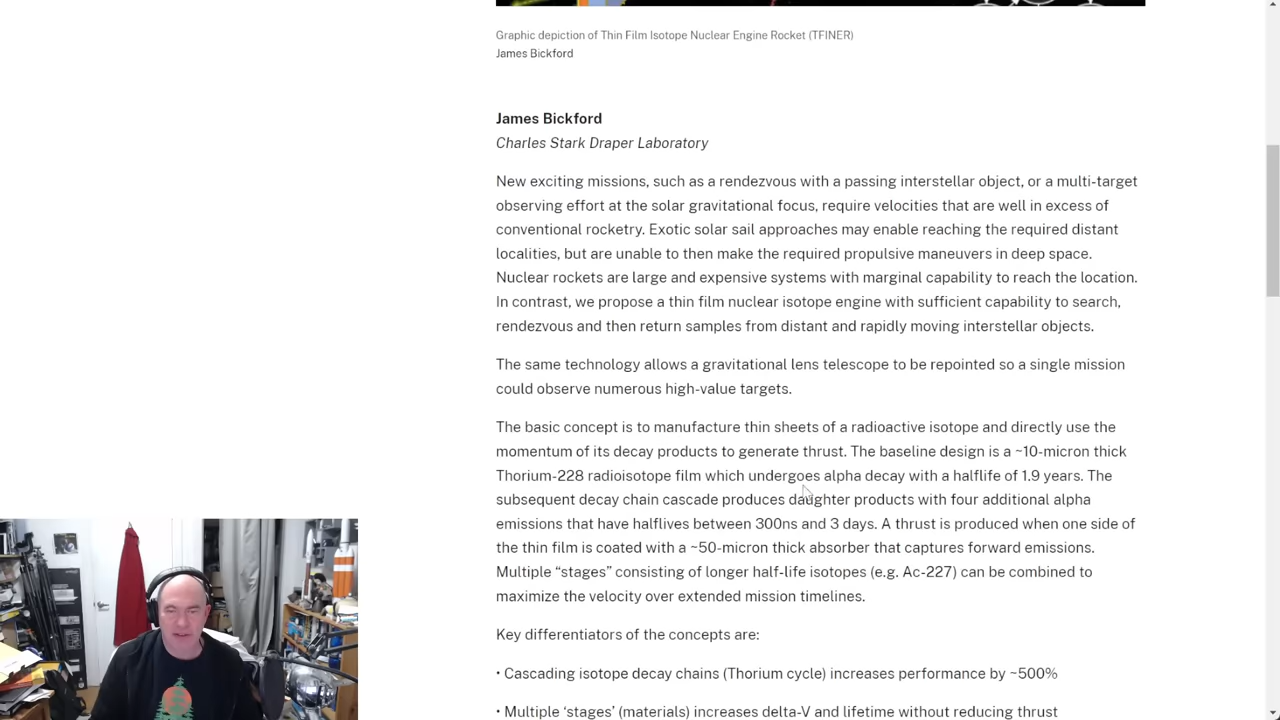 Graphic depiction of Thin Film Isotope Nuclear Engine Rocket (TFINER)
James Bickford
James Bickford
Charles Stark Draper Laboratory
New exciting missions, such as a rendezvous with a passing interstellar object, or a multi-target
observing effort at the solar gravitational focus, require velocities that are well in excess of
conventional rocketry. Exotic solar sail approaches may enable reaching the required distant
localities, but are unable to then make the required propulsive maneuvers in deep space.
Nuclear rockets are large and expensive systems with marginal capability to reach the location.
In contrast, we propose a thin film nuclear isotope engine with sufficient capability to search,
rendezvous and then return samples from distant and rapidly moving interstellar objects.
The same technology allows a gravitational lens telescope to be repointed so a single mission
could observe numerous high-value targets.
The basic concept is to manufacture thin sheets of a radioactive isotope and directly use the
momentum of its decay products to generate thrust. The baseline design is a ~10-micron thick
Thorium-228 radioisotope film which undergoes alpha decay with a halflife of 1.9 years. The
subsequent decay chain cascade produces daughter products with four additional alpha
emissions that have halflives between 300ns and 3 days. A thrust is produced when one side of
the thin film is coated with a ~50-micron thick absorber that captures forward emissions.
Multiple “stages” consisting of longer half-life isotopes (e.g. Ac-227) can be combined to
maximize the velocity over extended mission timelines.
Key differentiators of the concepts are:
• Cascading isotope decay chains (Thorium cycle) increases performance by ~500%
• Multiple ‘stages’ (materials) increases delta-V and lifetime without reducing thrust